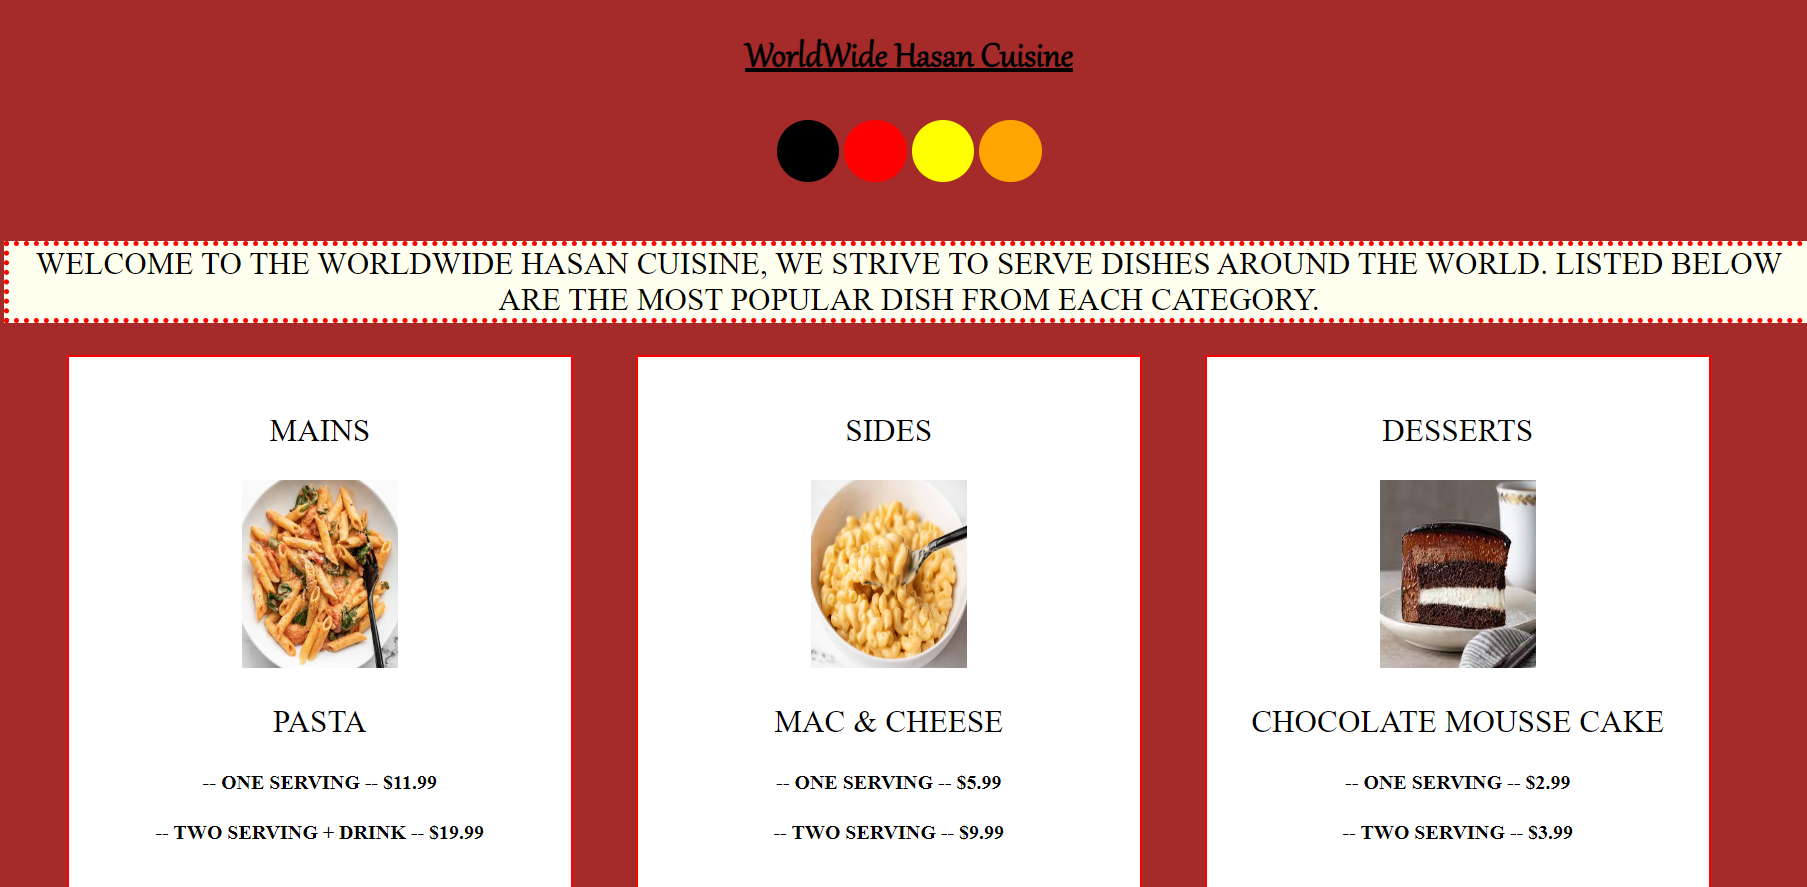 WorldWide Hasan Cuisine
WELCOME TO THE WORLDWIDE HASAN CUISINE, WE STRIVE TO SERVE DISHES AROUND THE WORLD. LISTED BELOW
ARE THE MOST POPULAR DISH FROM EACH CATEGORY.
MAINS
PASTA
-- ONE SERVING -- $11.99
-- TWO SERVING + DRINK -- $19.99
SIDES
MAC & CHEESE
-- ONE SERVING -- $5.99
-- TWO SERVING -- $9.99
DESSERTS
CHOCOLATE MOUSSE CAKE
-- ONE SERVING -- $2.99
-- TWO SERVING -- $3.99